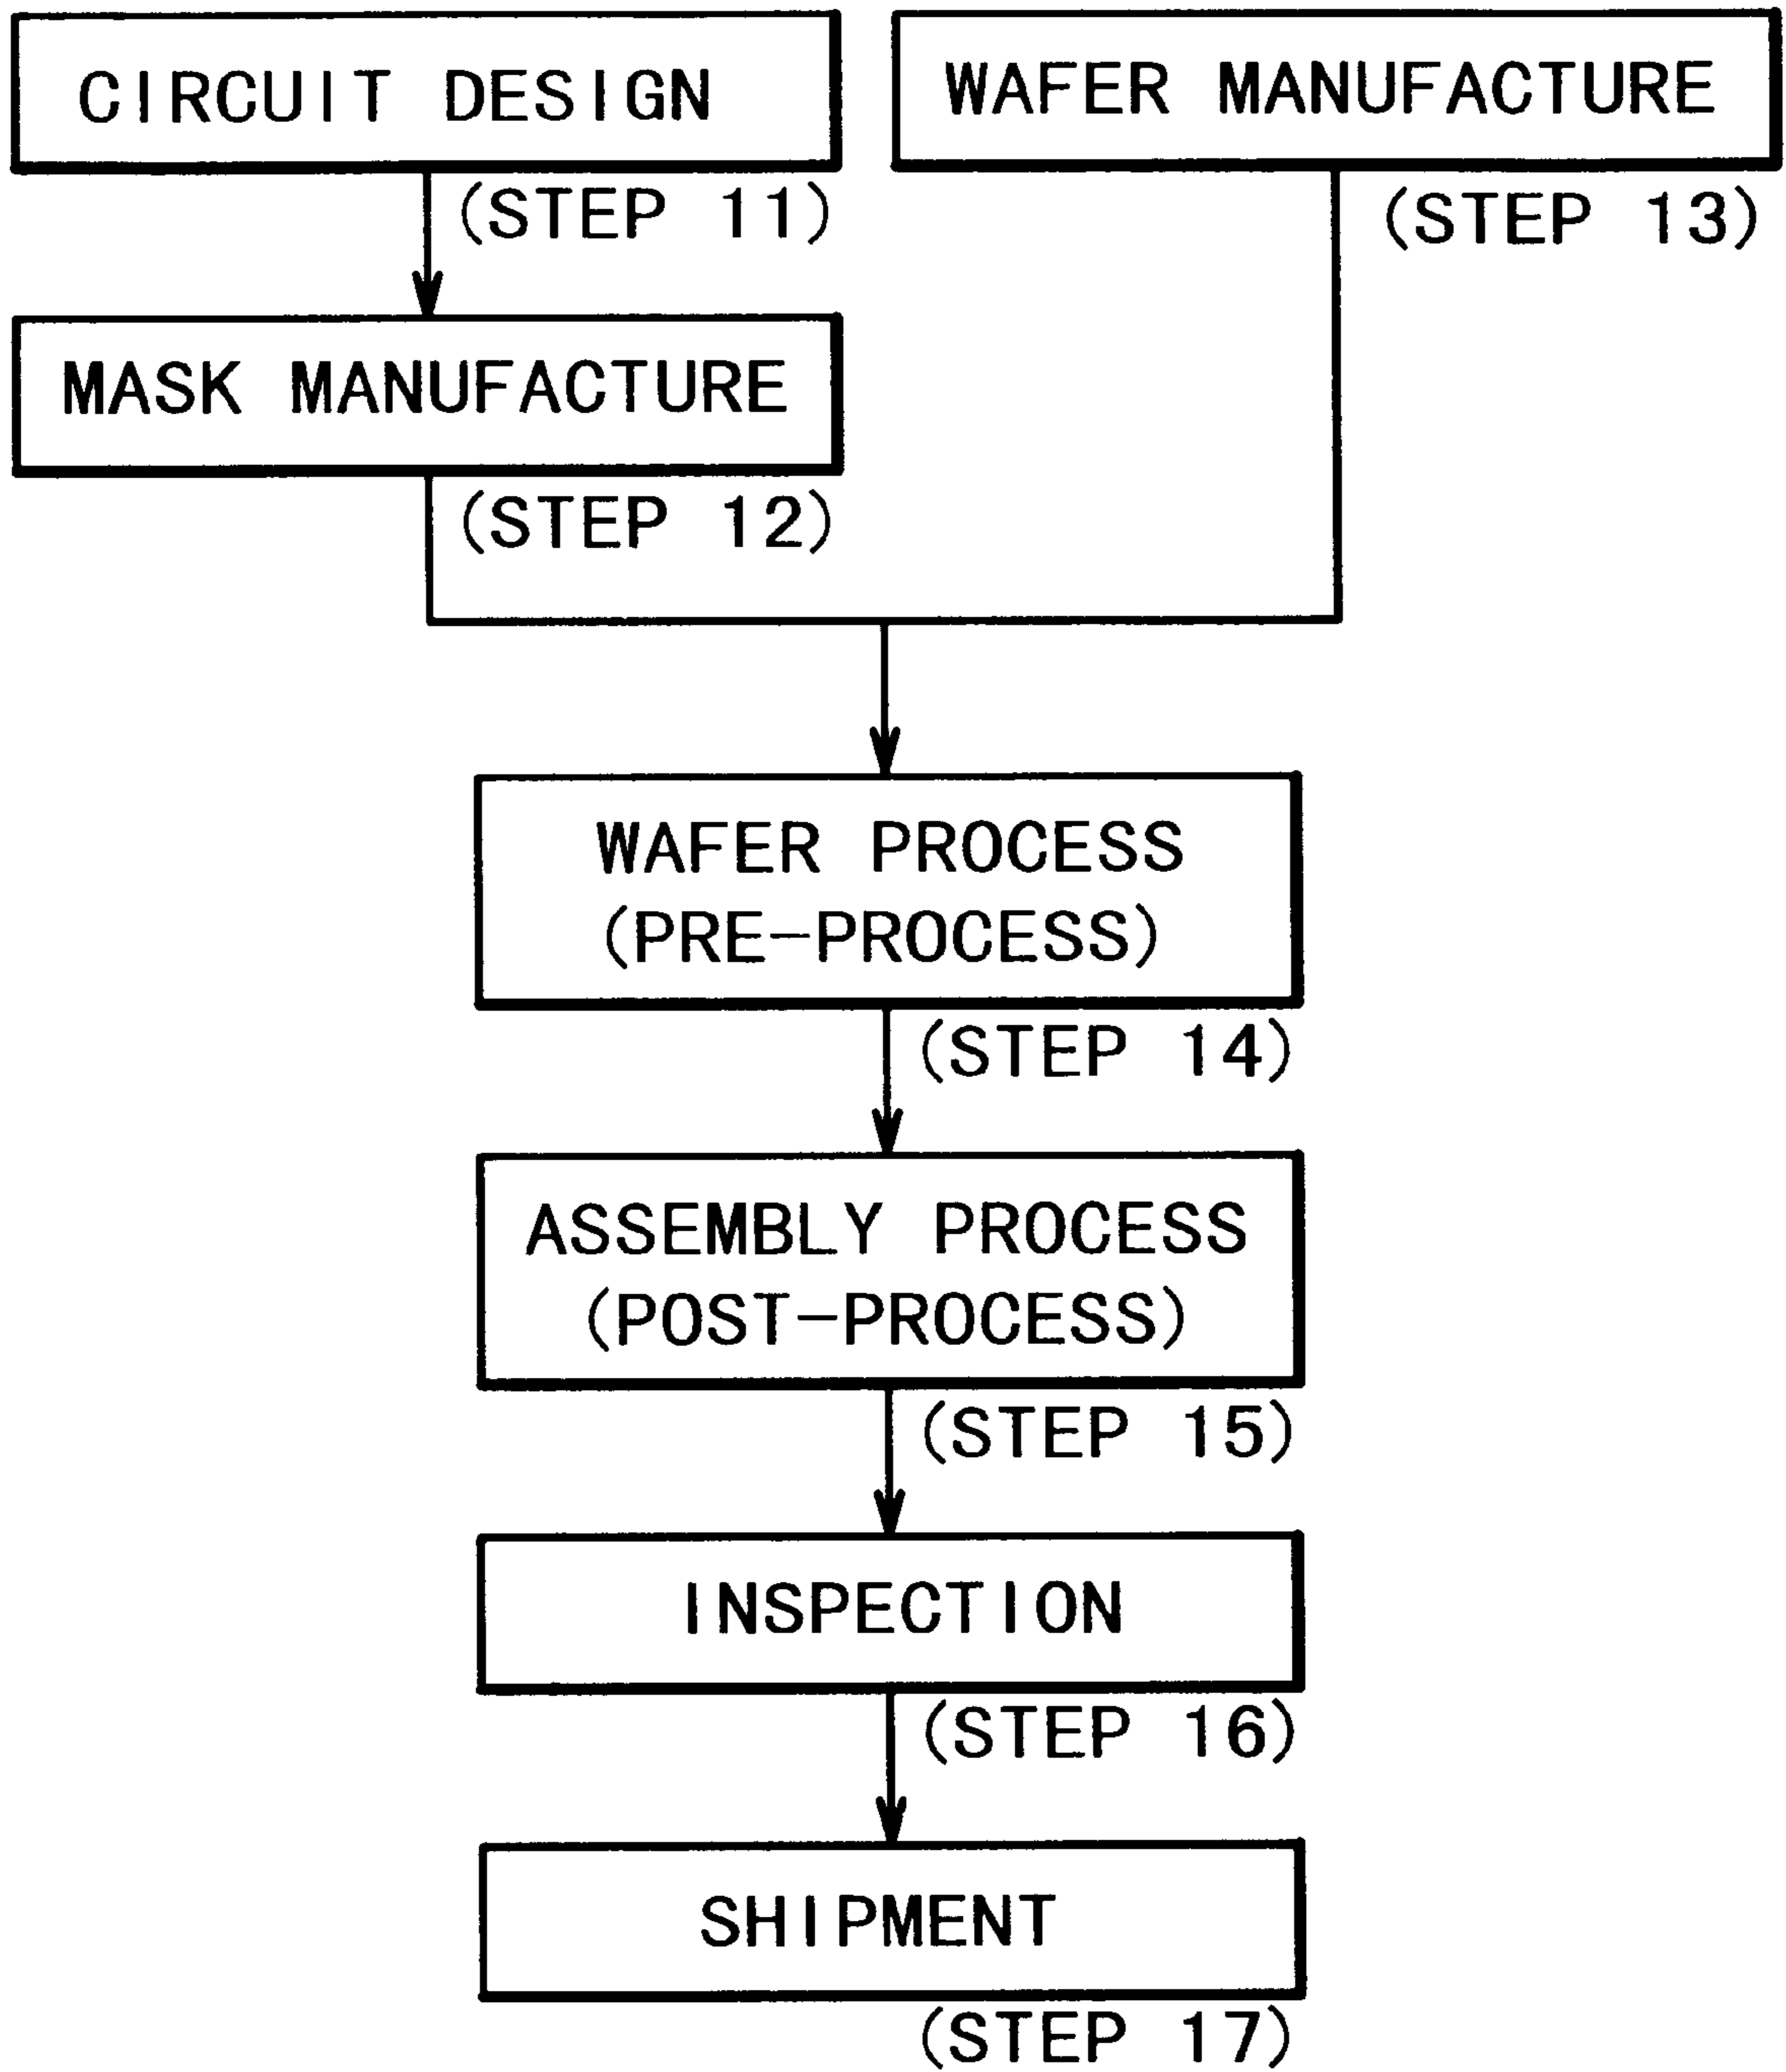 CIRCUIT DESIGN
(STEP 11)
WAFER MANUFACTURE
(STEP 13)
MASK MANUFACTURE
(STEP 12)
WAFER PROCESS
(PRE-PROCESS)
(STEP 14)
ASSEMBLY PROCESS
(POST-PROCESS)
(STEP 15)
INSPECTION
(STEP 16)
SHIPMENT
(STEP 17)